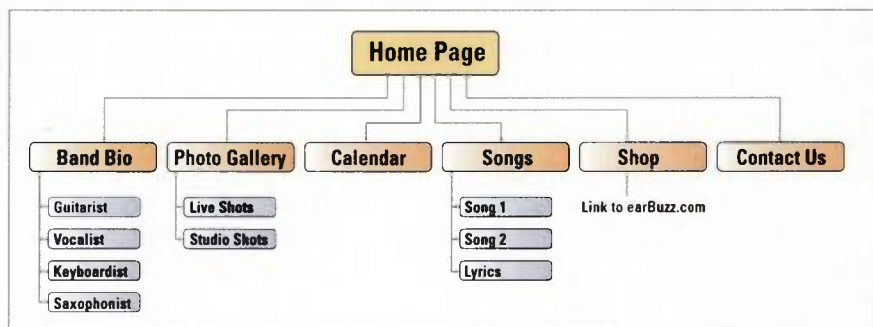 Home Page
Band Bio
Photo Gallery
Calendar
Songs
Shop
Contact Us
Guitarist
Vocalist
Keyboardist
Saxophonist
Live Shots
Studio Shots
Song 1
Song 2
Lyrics
Link to earBuzz.com